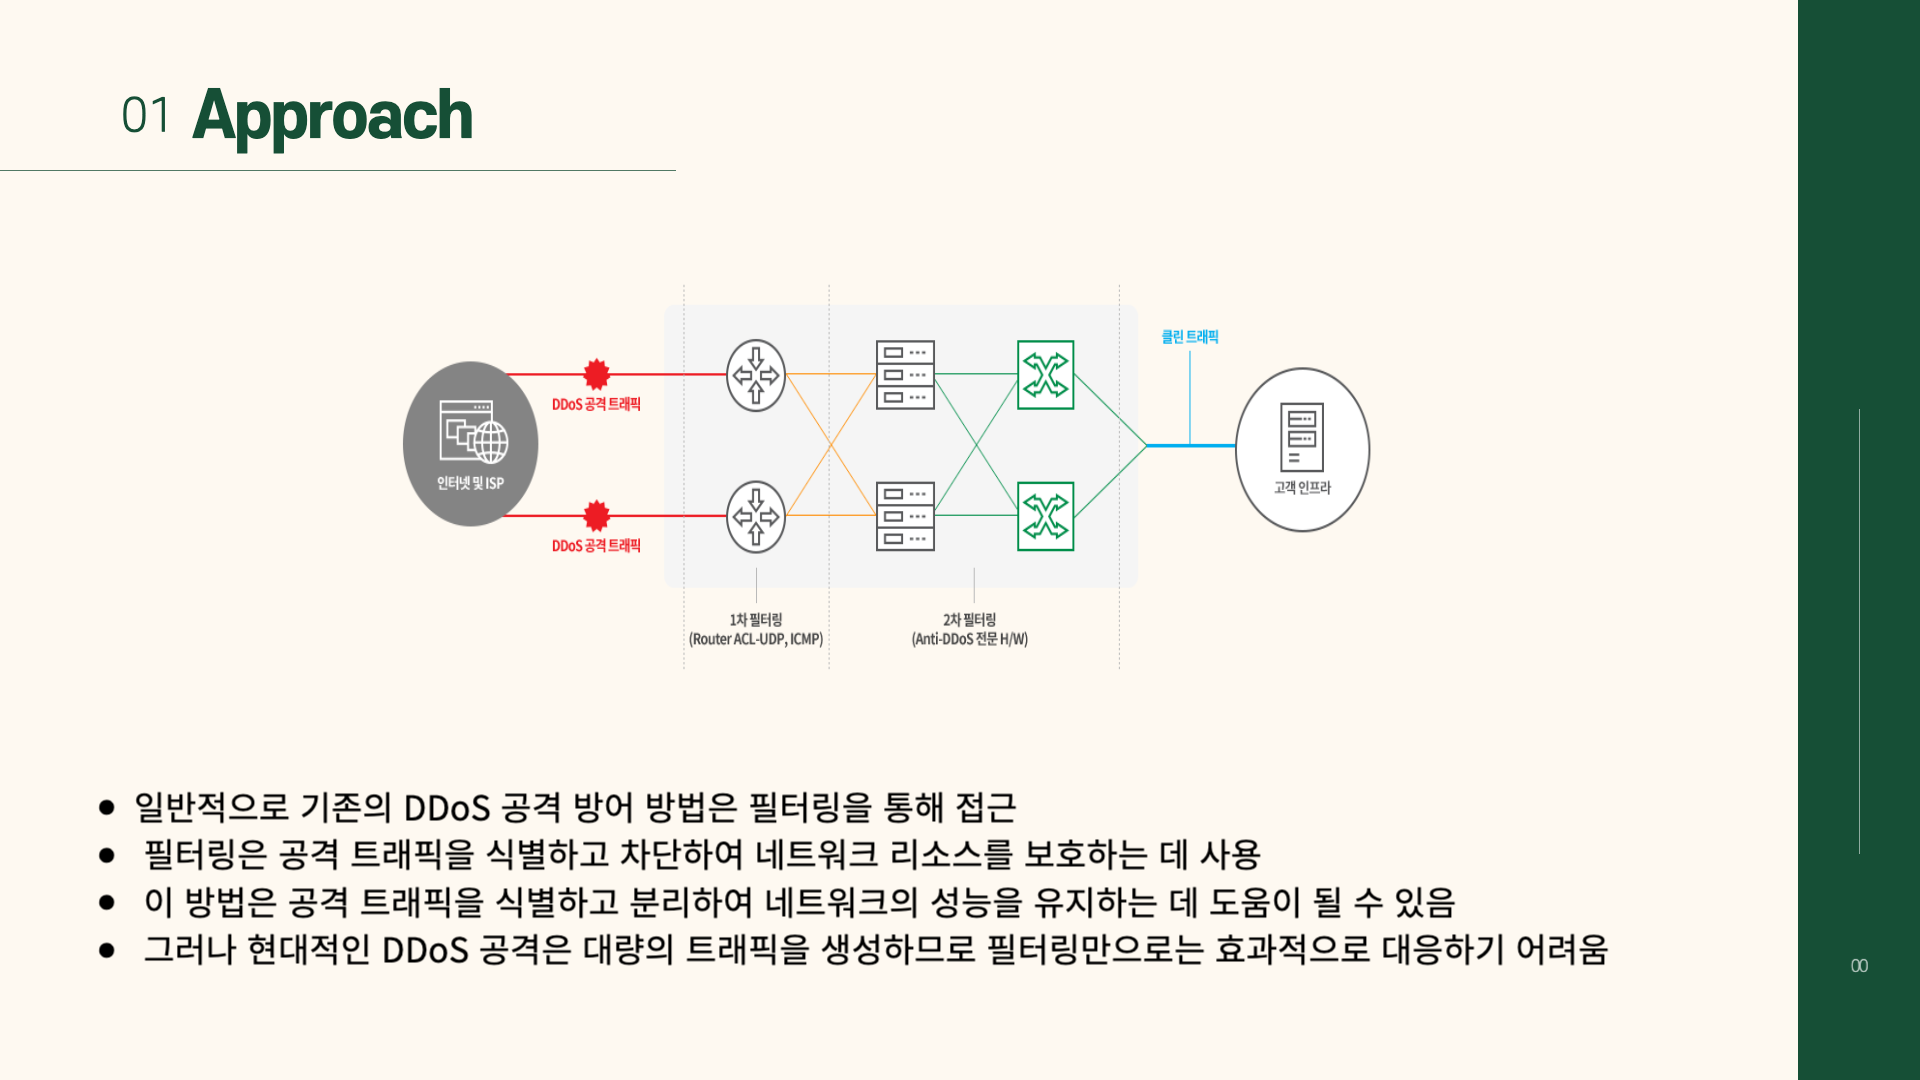 01 Approach
클린 트래픽
DDoS 공격 트래픽
인터넷 및 ISP
고객 인프라
DDoS 공격 트래픽
1차 필터링
(Router ACL-UDP, ICMP)
2차 필터링
(Anti-DDoS 전문 H/W)
● 일반적으로 기존의 DDoS 공격 방어 방법은 필터링을 통해 접근
● 필터링은 공격 트래픽을 식별하고 차단하여 네트워크 리소스를 보호하는 데 사용
● 이 방법은 공격 트래픽을 식별하고 분리하여 네트워크의 성능을 유지하는 데 도움이 될 수 있음
● 그러나 현대적인 DDoS 공격은 대량의 트래픽을 생성하므로 필터링만으로는 효과적으로 대응하기 어려움
00